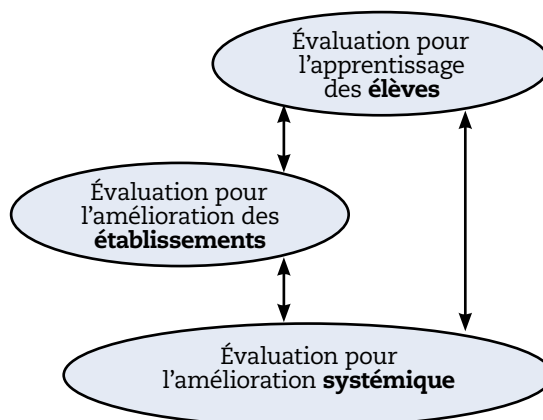 Évaluation pour
l'apprentissage
des élèves
Évaluation pour
l'amélioration des
établissements
Évaluation pour
l'amélioration systémique